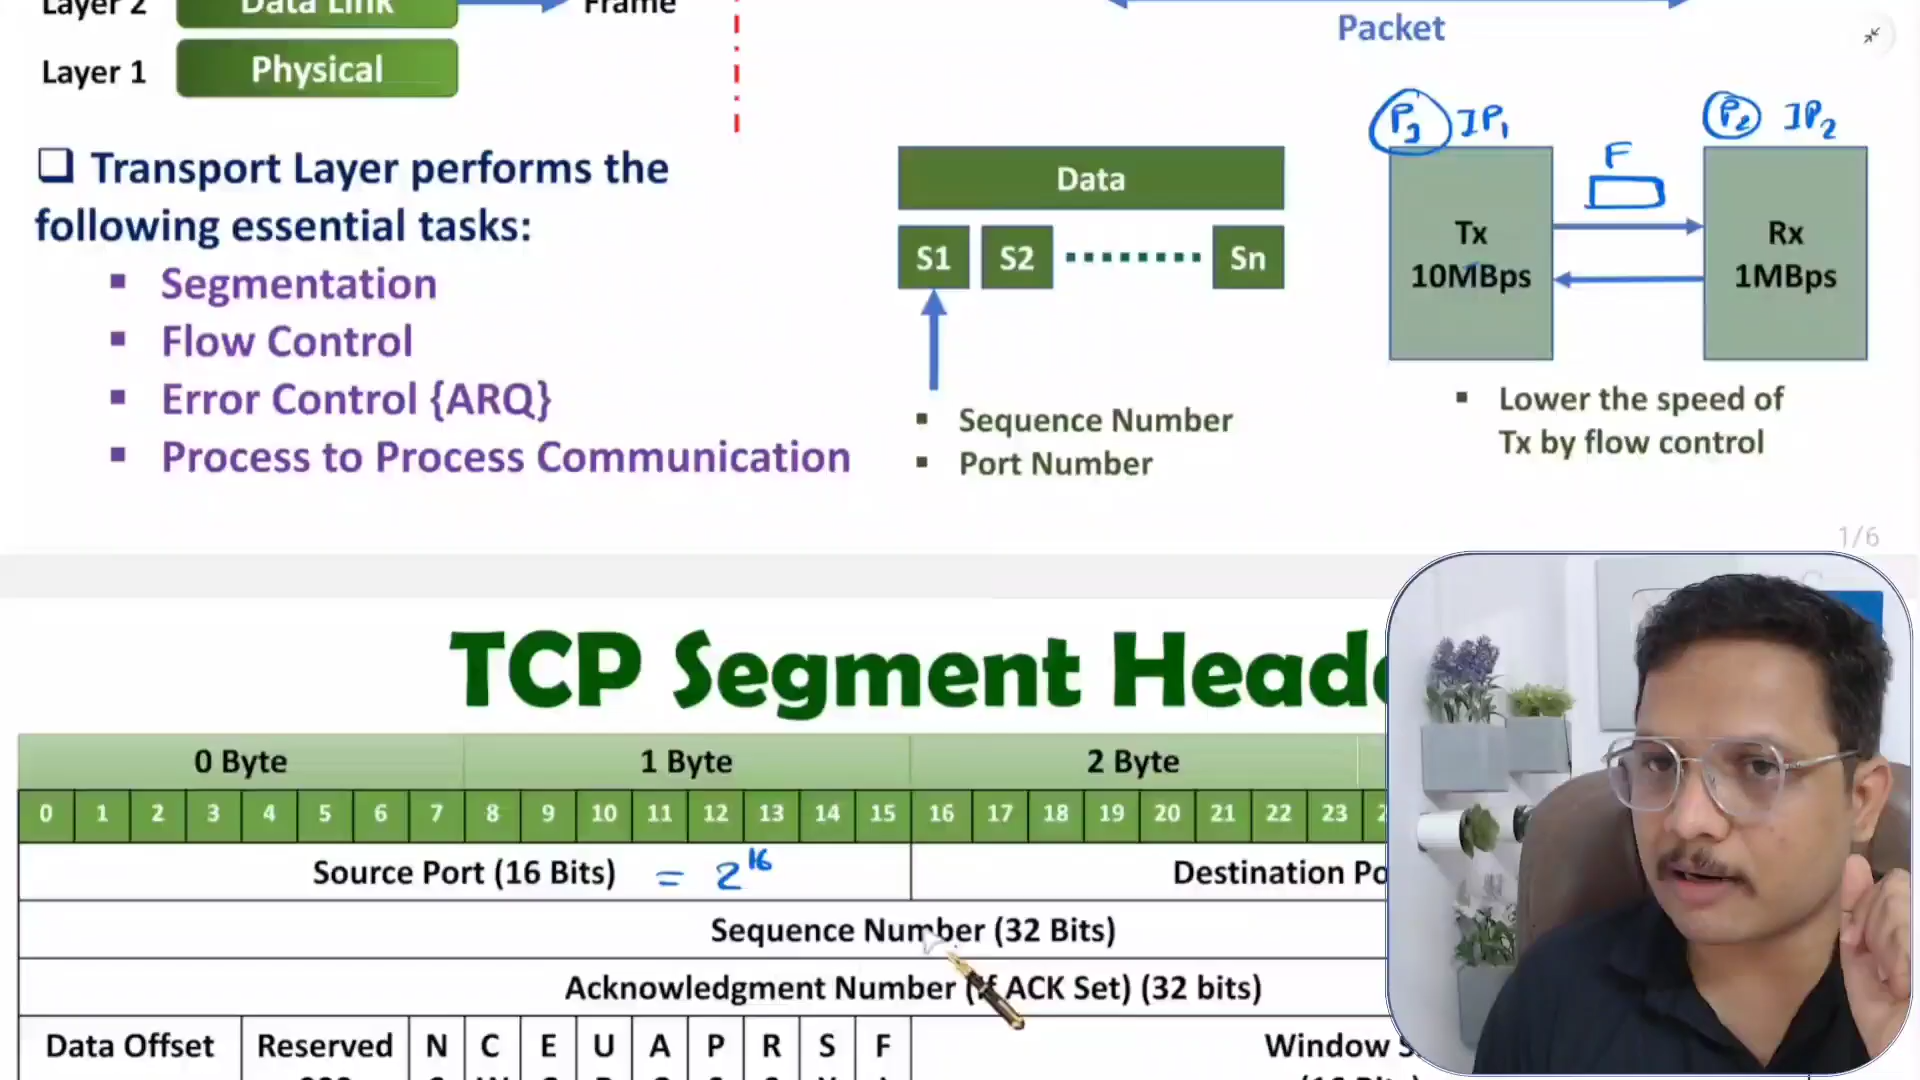 Layer 2 Data Link Frame
Packet
Layer 1 Physical
P1 IP1
P2 IP2
F
Transport Layer performs the
following essential tasks:
Segmentation
Flow Control
Error Control {ARQ}
Process to Process Communication
Data
S1 S2 Sn
Sequence Number
Port Number
Tx
10MBps
Rx
1MBps
Lower the speed of
Tx by flow control
1/6
TCP Segment
0 Byte 1 Byte 2 Byte
0 1 2 3 4 5 6 7 8 9 10 11 12 13 14 15 16 17 18 19 20 21 22 23
Source Port (16 Bits) = 2^16 Destination
Sequence Number (32 Bits)
Acknowledgment Number (if ACK Set) (32 bits)
Data Offset Reserved N C E U A P R S F Window